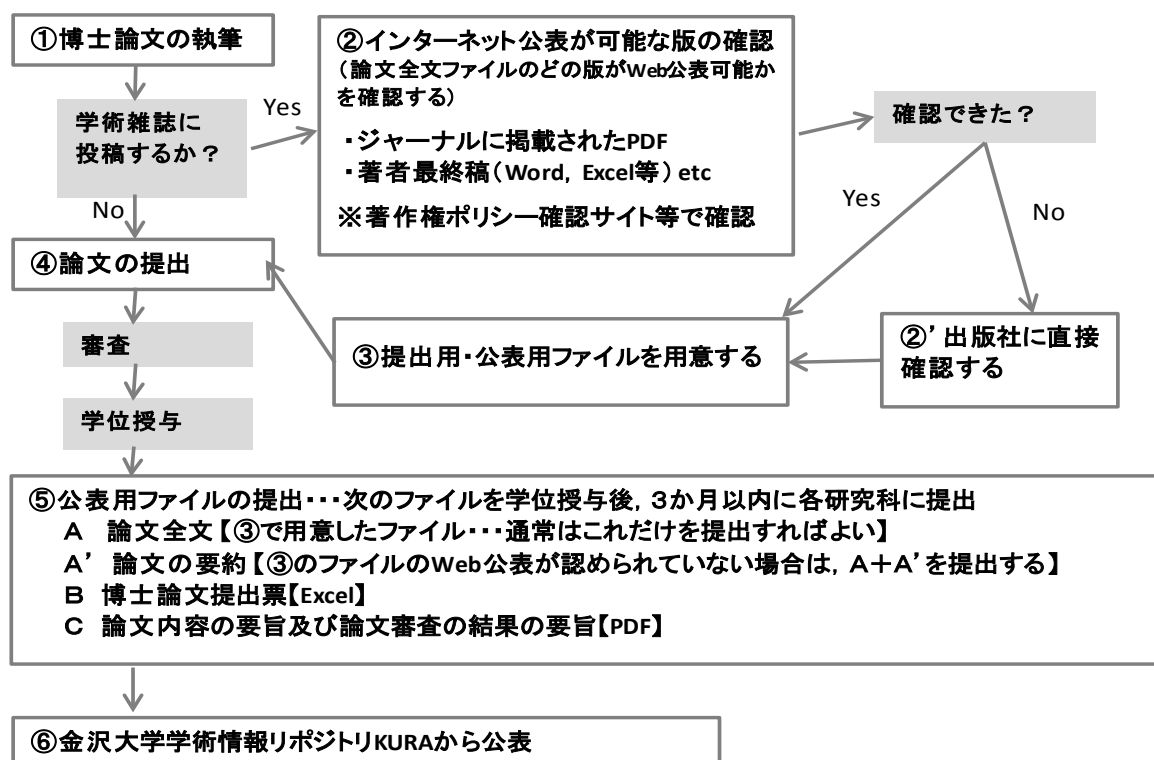 ①博士論文の執筆
学術雑誌に
投稿するか?
Yes
No
②インターネット公表が可能な版の確認
(論文全文ファイルのどの版がWeb公表可能か
を確認する)
・ジャーナルに掲載されたPDF
・著者最終稿(Word, Excel等) etc
※著作権ポリシー確認サイト等で確認
確認できた?
Yes
No
②’出版社に直接
確認する
③提出用・公表用ファイルを用意する
④論文の提出
審査
学位授与
⑤公表用ファイルの提出・・・次のファイルを学位授与後, 3か月以内に各研究科に提出
A 論文全文【③で用意したファイル・・・通常はこれだけを提出すればよい】
A’ 論文の要約【③のファイルのWeb公表が認められていない場合は, A+A’を提出する】
B 博士論文提出票【Excel】
C 論文内容の要旨及び論文審査の結果の要旨【PDF】
⑥金沢大学学術情報リポジトリKURAから公表